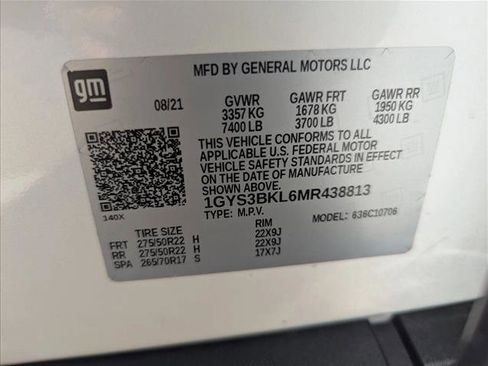 gm
MFD BY GENERAL MOTORS LLC
08/21 GVWR GAWR FRT GAWR RR
3357 KG 1678 KG 1950 KG
7400 LB 3700 LB 4300 LB
THIS VEHICLE CONFORMS TO ALL
APPLICABLE U.S. FEDERAL MOTOR
VEHICLE SAFETY STANDARDS IN EFFECT
ON THE DATE OF MANUFACTURE
SHOWN ABOVE.
1GYS3BKL6MR438813
TYPE: M.P.V. MODEL: 636C10706
140X
TIRE SIZE RIM
FRT 275/50R22 H 22X9J
RR 275/50R22 H 22X9J
SPA 265/70R17 S 17X7J